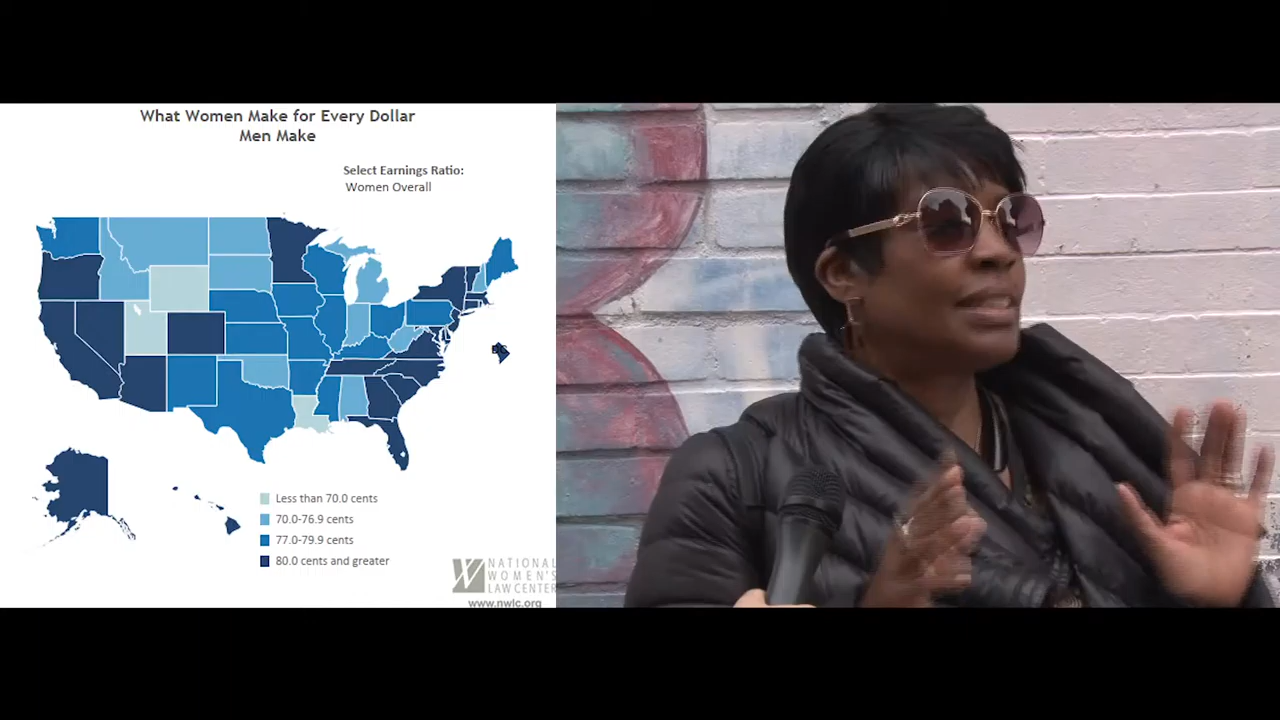 What Women Make for Every Dollar
Men Make
Select Earnings Ratio:
Women Overall
Less than 70.0 cents
70.0-76.9 cents
77.0-79.9 cents
80.0 cents and greater
NATIONAL
WOMEN'S
LAW CENTER
www.nwlc.org